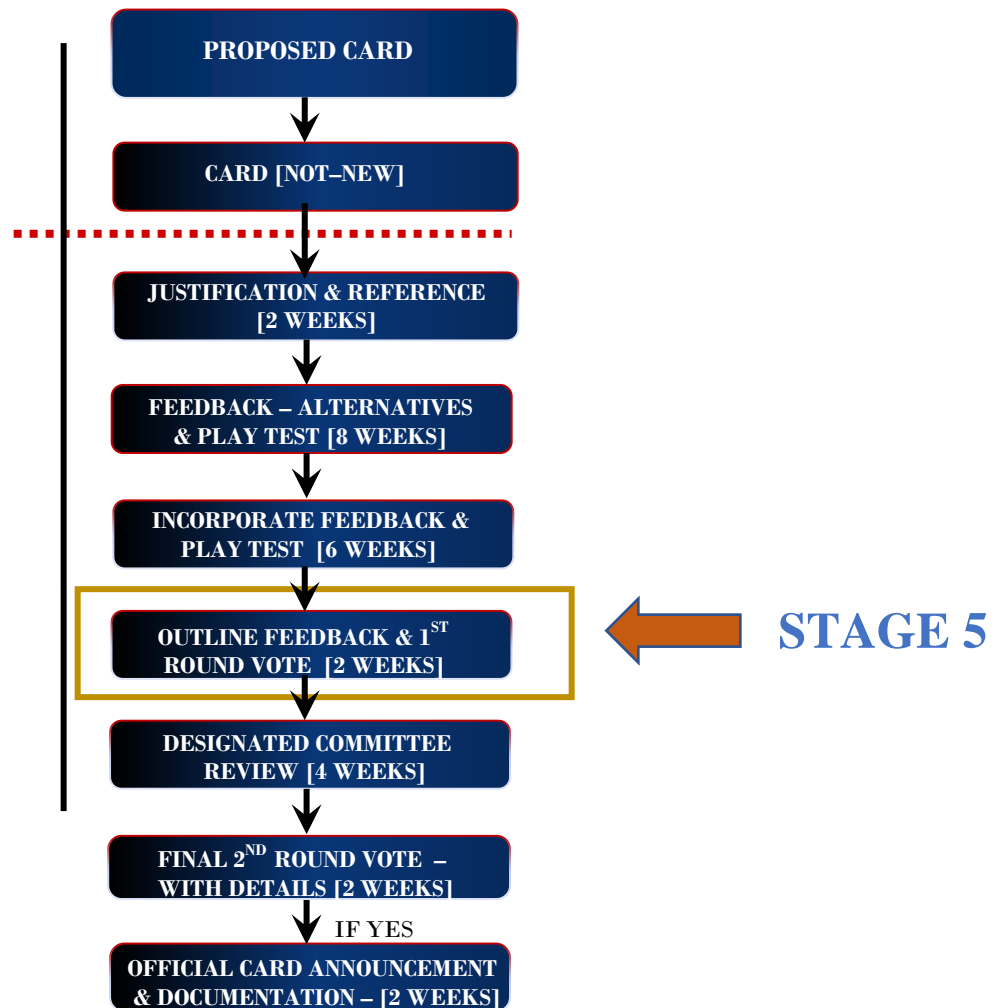 PROPOSED CARD
CARD [NOT–NEW]
JUSTIFICATION & REFERENCE
[2 WEEKS]
FEEDBACK – ALTERNATIVES
& PLAY TEST [8 WEEKS]
INCORPORATE FEEDBACK &
PLAY TEST [6 WEEKS]
OUTLINE FEEDBACK & 1ST
ROUND VOTE [2 WEEKS]
STAGE 5
DESIGNATED COMMITTEE
REVIEW [4 WEEKS]
FINAL 2ND ROUND VOTE –
WITH DETAILS [2 WEEKS]
IF YES
OFFICIAL CARD ANNOUNCEMENT
& DOCUMENTATION – [2 WEEKS]